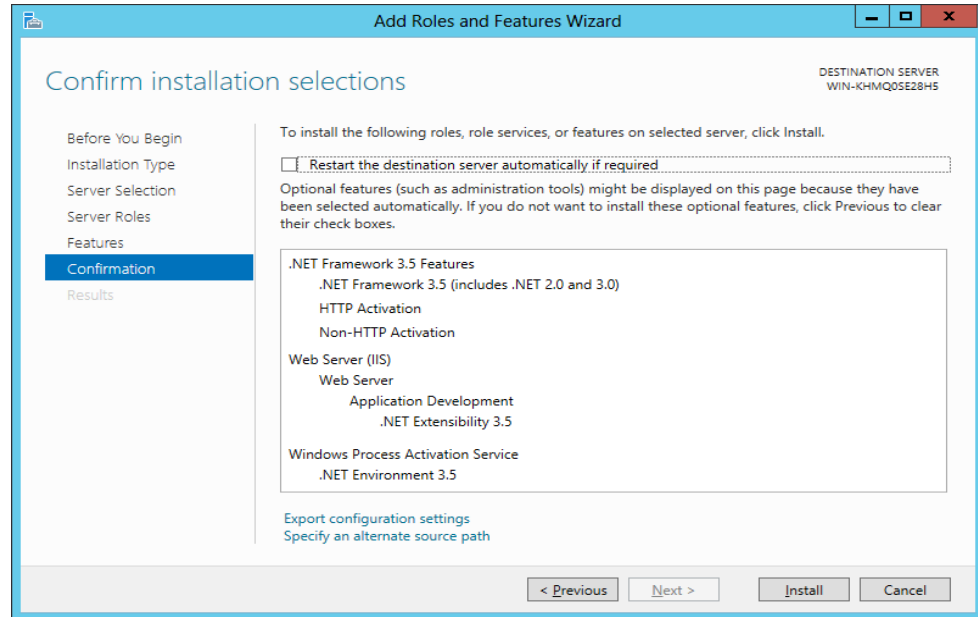 Add Roles and Features Wizard
Confirm installation selections
DESTINATION SERVER
WIN-KHMQ0SE28H5
Before You Begin
Installation Type
Server Selection
Server Roles
Features
Confirmation
Results
To install the following roles, role services, or features on selected server, click Install.
Restart the destination server automatically if required
Optional features (such as administration tools) might be displayed on this page because they have
been selected automatically. If you do not want to install these optional features, click Previous to clear
their check boxes.
.NET Framework 3.5 Features
.NET Framework 3.5 (includes .NET 2.0 and 3.0)
HTTP Activation
Non-HTTP Activation
Web Server (IIS)
Web Server
Application Development
.NET Extensibility 3.5
Windows Process Activation Service
.NET Environment 3.5
Export configuration settings
Specify an alternate source path
< Previous
Next >
Install
Cancel